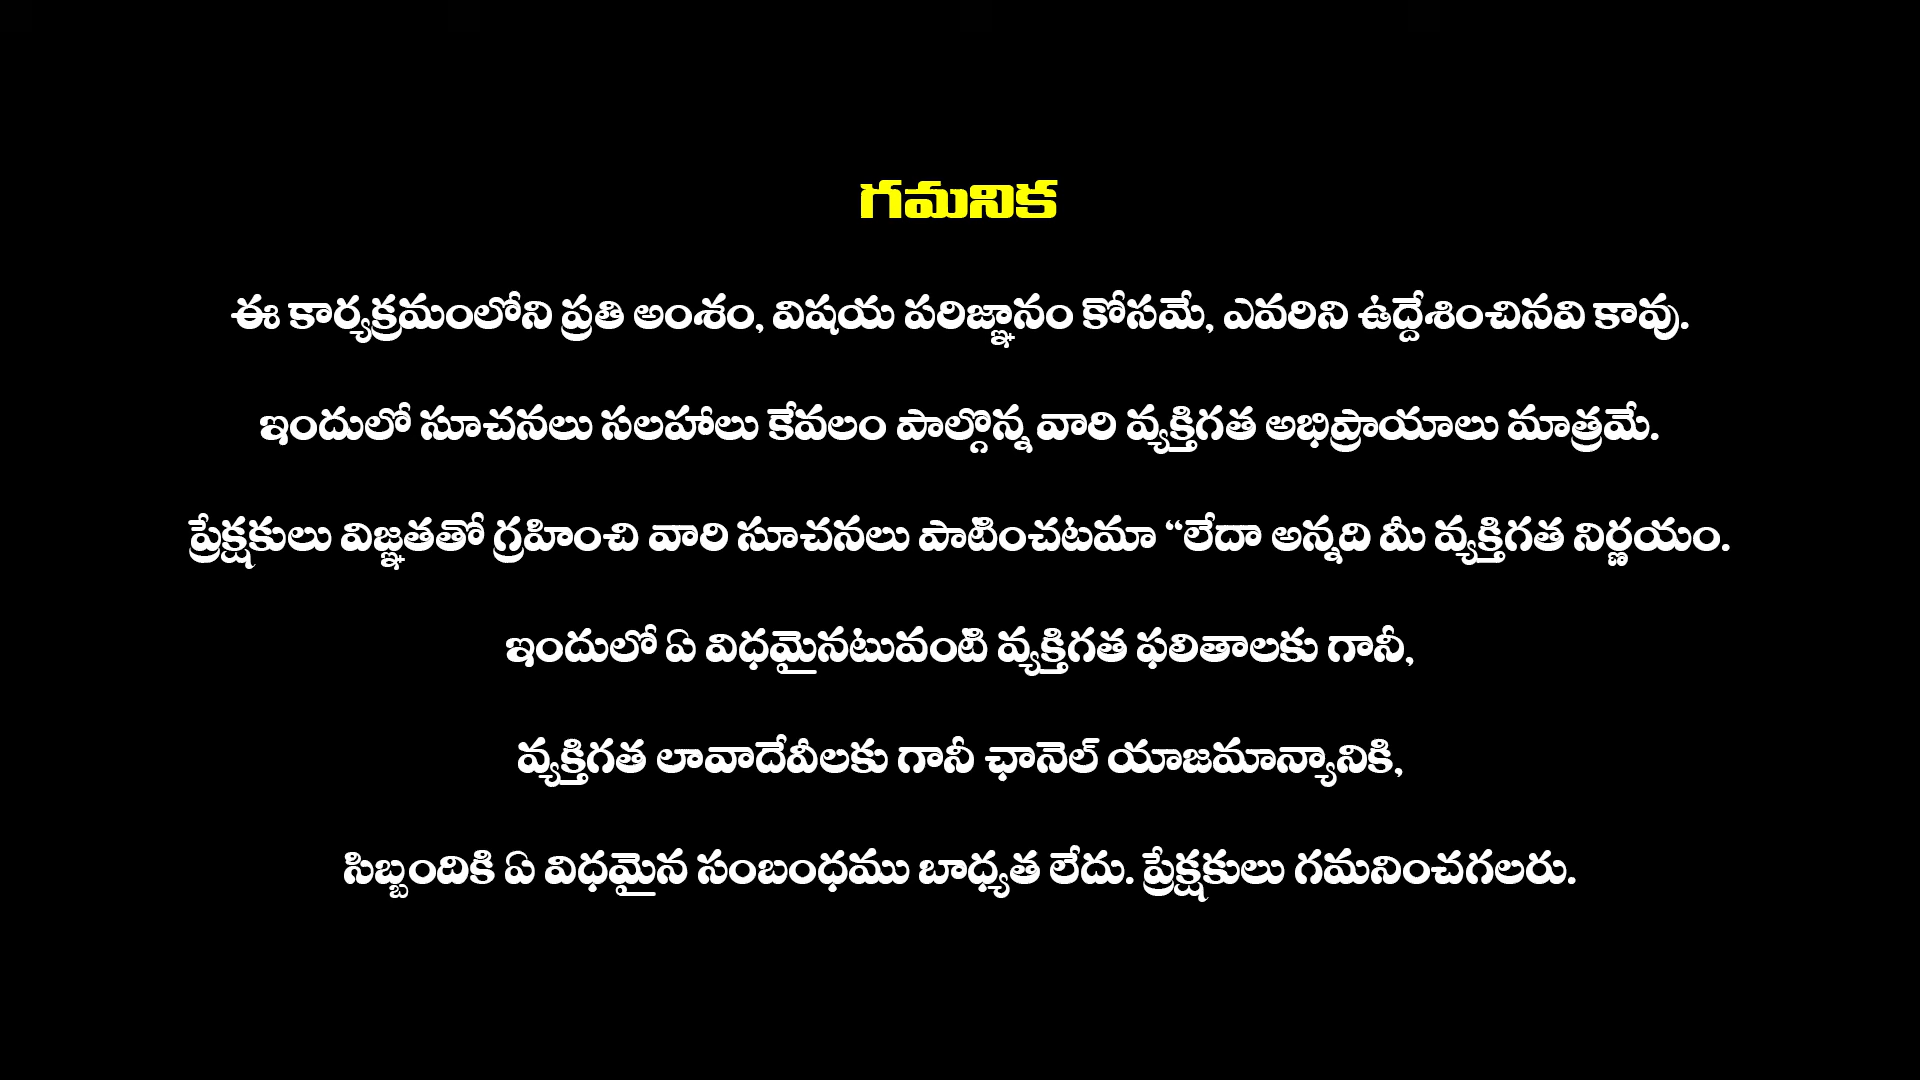 గమనిక
ఈ కార్యక్రమంలోని ప్రతి అంశం, విషయ పరిజ్ఞానం కోసమే, ఎవరిని ఉద్దేశించినవి కావు.
ఇందులో సూచనలు సలహాలు కేవలం పాల్గొన్న వారి వ్యక్తిగత అభిప్రాయాలు మాత్రమే.
ప్రేక్షకులు విజ్ఞతతో గ్రహించి వారి సూచనలు పాటించటమా “లేదా అన్నది మీ వ్యక్తిగత నిర్ణయం.
ఇందులో ఏ విధమైనటువంటి వ్యక్తిగత ఫలితాలకు గానీ,
వ్యక్తిగత లావాదేవీలకు గానీ ఛానెల్ యాజమాన్యానికి,
సిబ్బందికి ఏ విధమైన సంబంధము బాధ్యత లేదు. ప్రేక్షకులు గమనించగలరు.